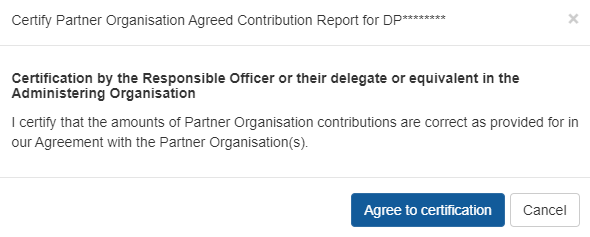 Certify Partner Organisation Agreed Contribution Report for DP********
×
Certification by the Responsible Officer or their delegate or equivalent in the
Administering Organisation
I certify that the amounts of Partner Organisation contributions are correct as provided for in
our Agreement with the Partner Organisation(s).
Agree to certification
Cancel